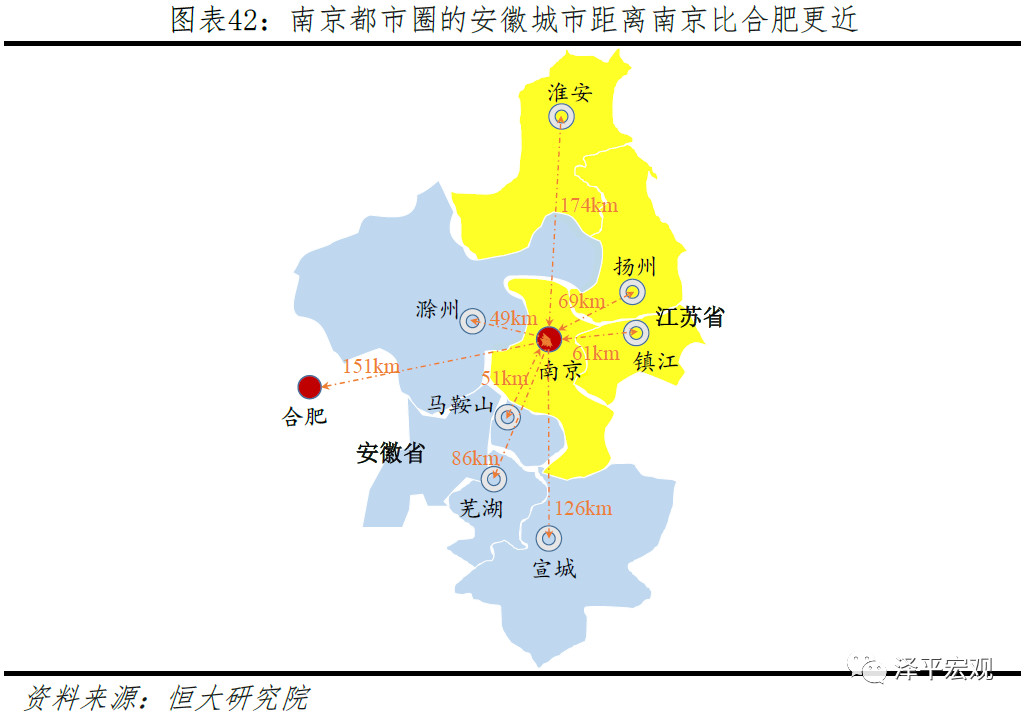 图表42：南京都市圈的安徽城市距离南京比合肥更近
淮安
174km
扬州
69km
滁州
49km
江苏省
61km
镇江
151km
南京
51km
合肥
马鞍山
安徽省
86km
芜湖
126km
宣城
泽平宏观
资料来源：恒大研究院